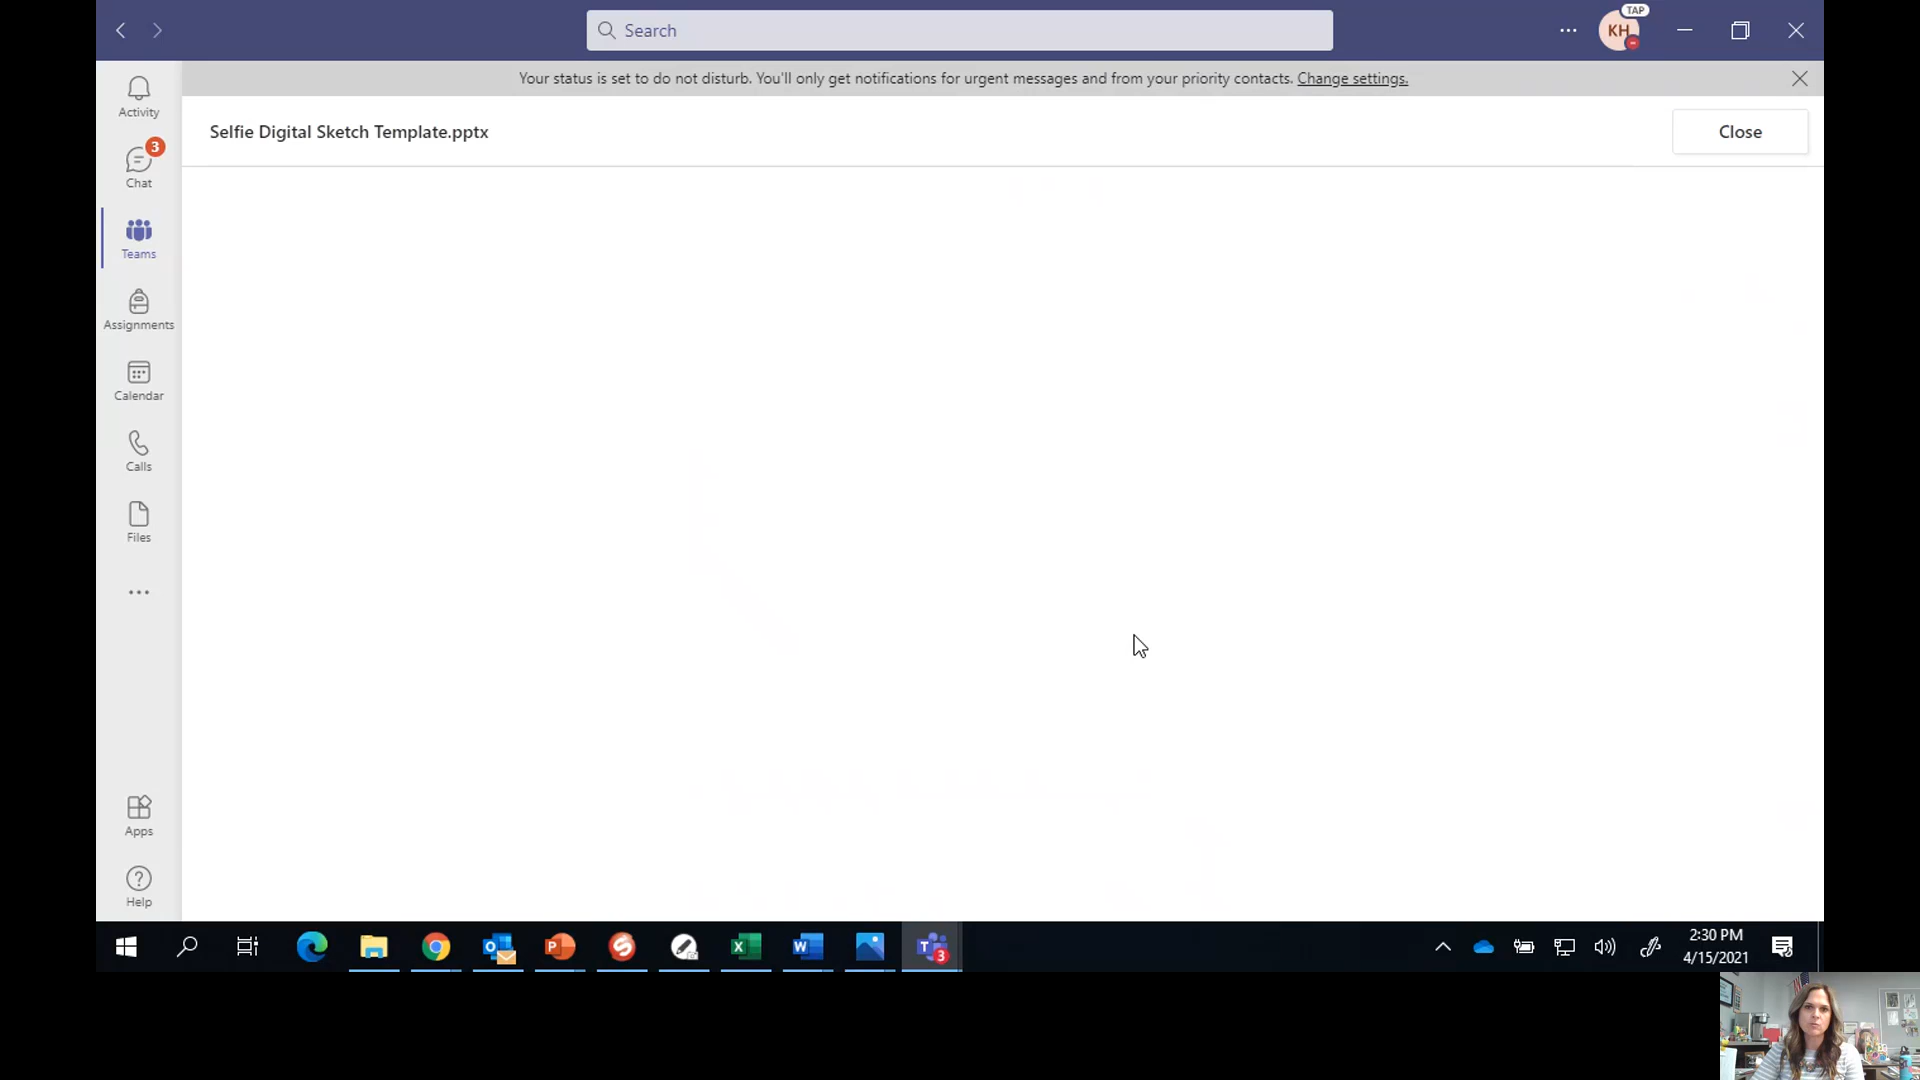 Search
TAP
KH
Your status is set to do not disturb. You'll only get notifications for urgent messages and from your priority contacts. Change settings.
Activity
Selfie Digital Sketch Template.pptx
Close
3
Chat
Teams
Assignments
Calendar
Calls
Files
Apps
Help
2:30 PM
4/15/2021
3